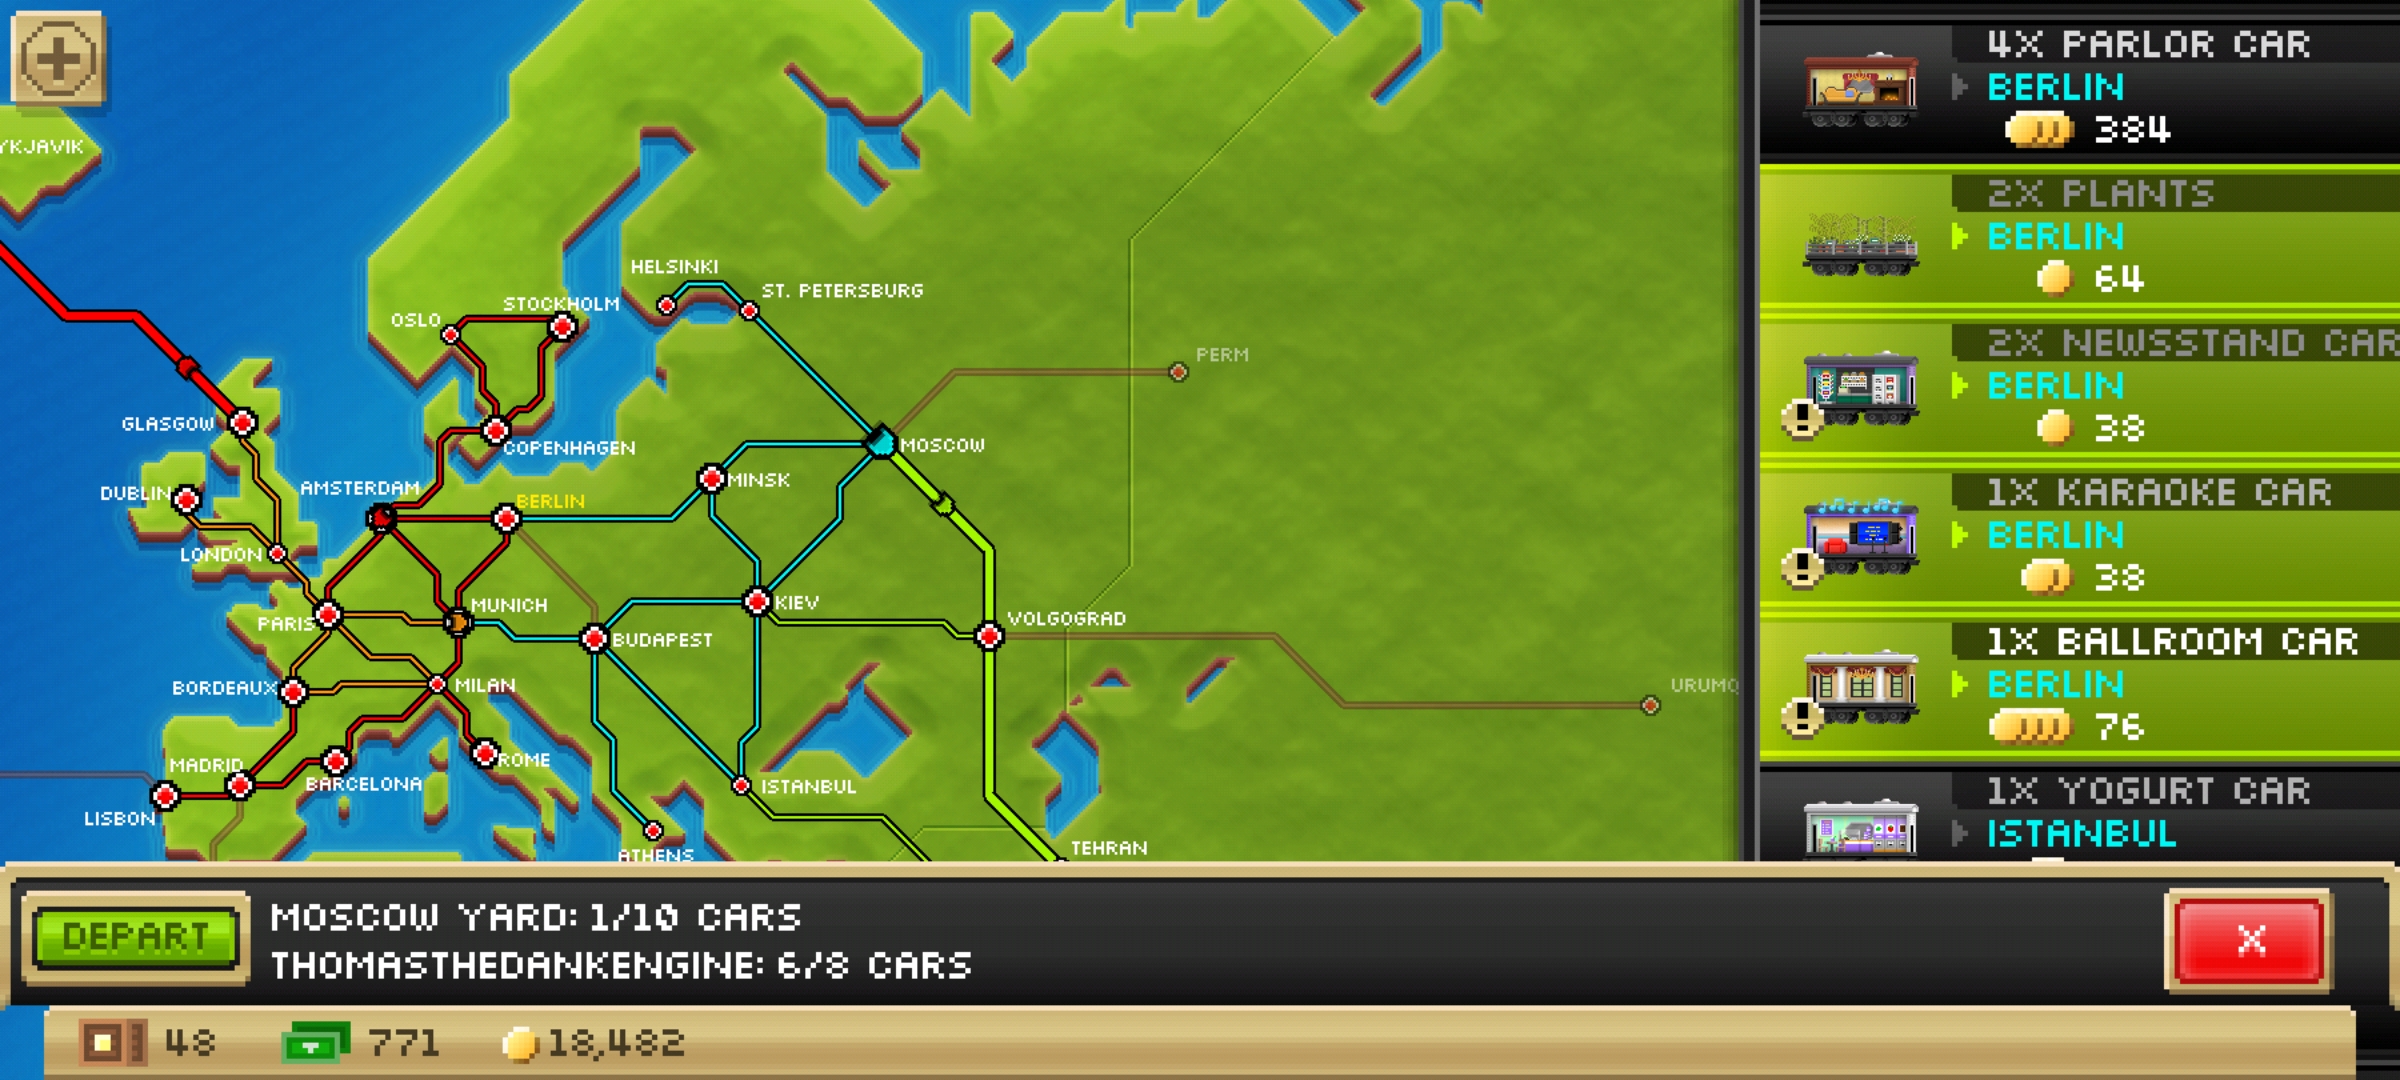 4X PARLOR CAR
BERLIN
384
2X PLANTS
BERLIN
64
2X NEWSSTAND CAR
BERLIN
38
1X KARAOKE CAR
BERLIN
38
1X BALLROOM CAR
BERLIN
76
1X YOGURT CAR
ISTANBUL
YKJAVIK
HELSINKI
ST. PETERSBURG
STOCKHOLM
OSLO
PERM
GLASGOW
COPENHAGEN
MOSCOW
MINSK
AMSTERDAM
BERLIN
DUBLIN
LONDON
MUNICH
KIEV
PARIS
VOLGOGRAD
BUDAPEST
BORDEAUX
MILAN
URUMQ
ROME
MADRID
BARCELONA
ISTANBUL
LISBON
ATHENS
TEHRAN
DEPART
MOSCOW YARD: 1/10 CARS
THOMASTHEDANKENGINE: 6/8 CARS
X
48
771
18,482